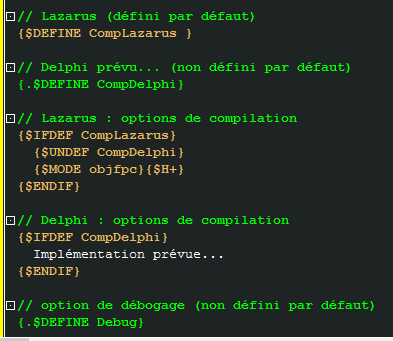 // Lazarus (défini par défaut)
{$DEFINE CompLazarus }
// Delphi prévu... (non défini par défaut)
{.$DEFINE CompDelphi}
// Lazarus : options de compilation
{$IFDEF CompLazarus}
{$UNDEF CompDelphi}
{$MODE objfpc}{$H+}
{$ENDIF}
// Delphi : options de compilation
{$IFDEF CompDelphi}
Implémentation prévue...
{$ENDIF}
// option de débogage (non défini par défaut)
{.$DEFINE Debug}